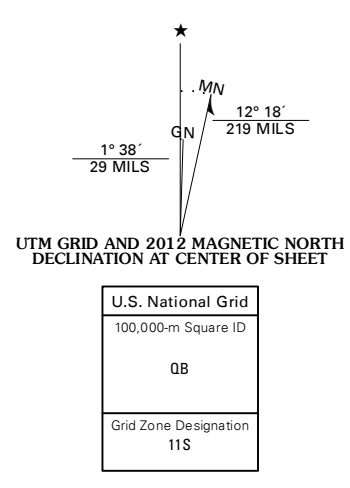 ★
MN
12° 18´
219 MILS
GN
1° 38´
29 MILS
UTM GRID AND 2012 MAGNETIC NORTH
DECLINATION AT CENTER OF SHEET
U.S. National Grid
100,000-m Square ID
QB
Grid Zone Designation
11S